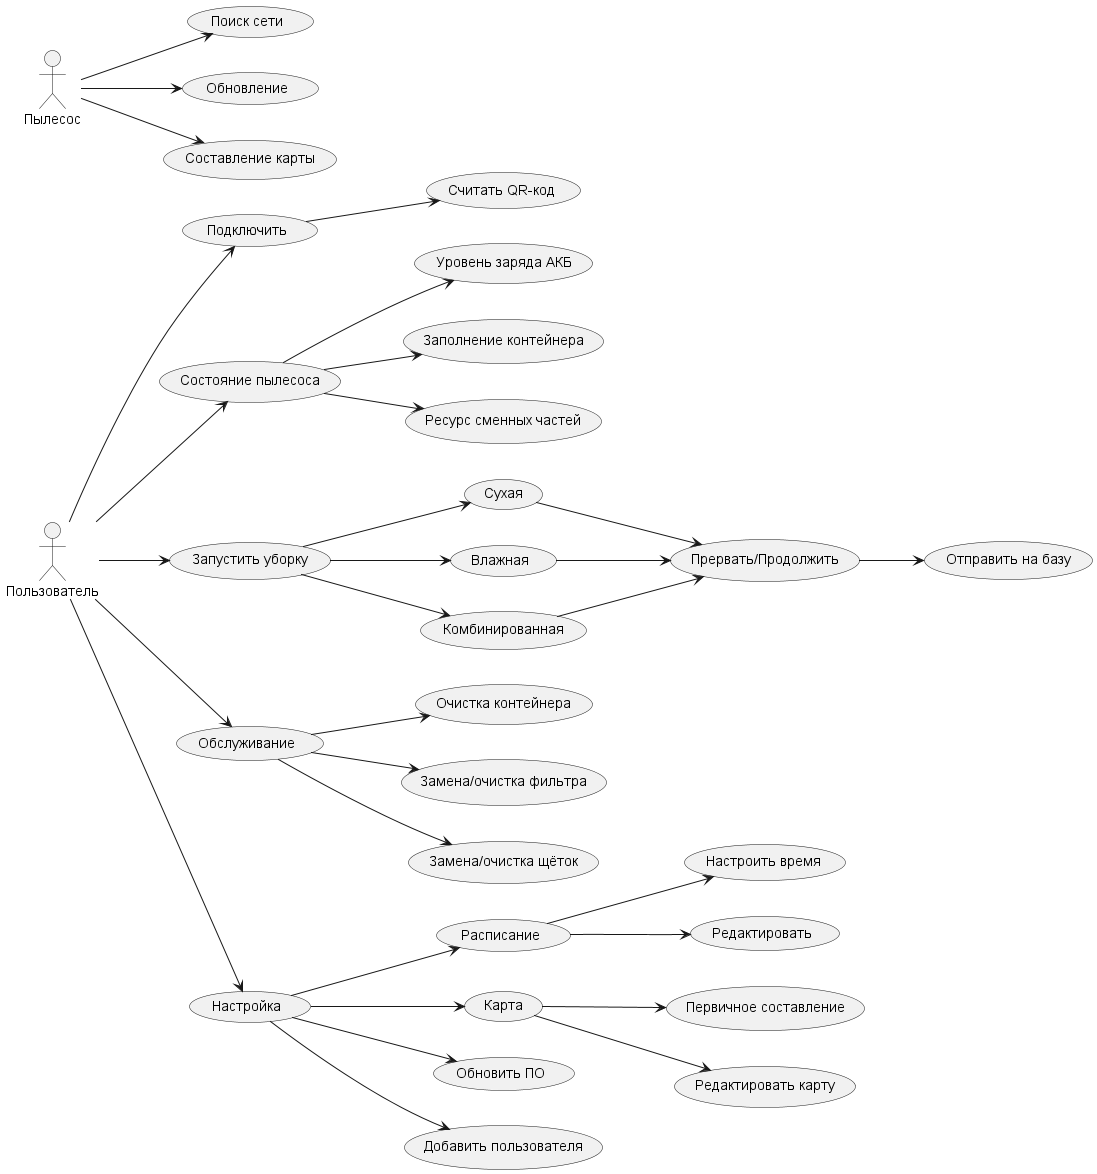 Поиск сети
Обновление
Пылесос
Составление карты
Считать QR-код
Подключить
Уровень заряда АКБ
Заполнение контейнера
Состояние пылесоса
Ресурс сменных частей
Сухая
Запустить уборку
Влажная
Прервать/Продолжить
Отправить на базу
Пользователь
Комбинированная
Очистка контейнера
Обслуживание
Замена/очистка фильтра
Замена/очистка щёток
Настроить время
Расписание
Редактировать
Настройка
Карта
Первичное составление
Обновить ПО
Редактировать карту
Добавить пользователя